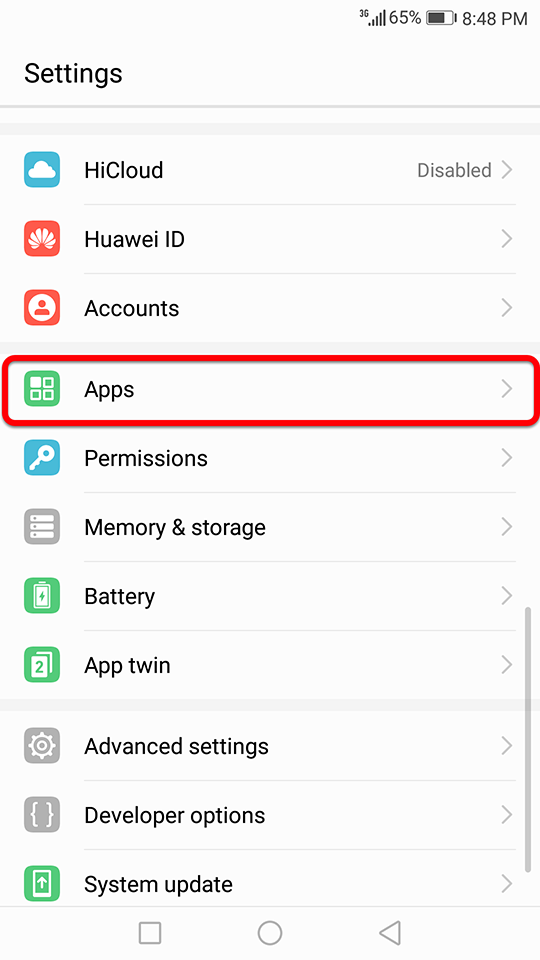 3G 65% 8:48 PM
Settings
HiCloud Disabled
Huawei ID
Accounts
Apps
Permissions
Memory & storage
Battery
2 App twin
Advanced settings
{ } Developer options
System update